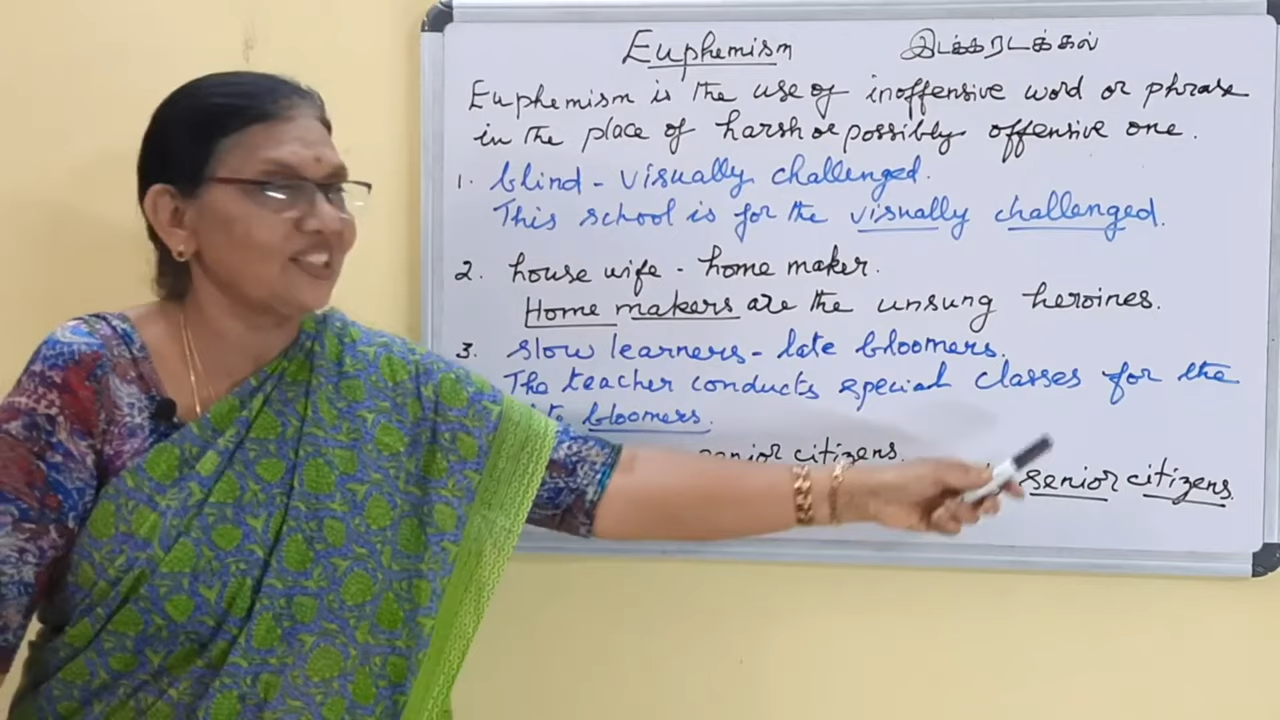 Euphemism இடக்கரடக்கல்
Euphemism is the use of inoffensive word or phrase
in the place of harsh or possibly offensive one.
1. blind - visually challenged.
This school is for the visually challenged.
2. house wife - home maker.
Home makers are the unsung heroines.
3. slow learners - late bloomers.
The teacher conducts special classes for the
bloomers.
senior citizens.
senior citizens.